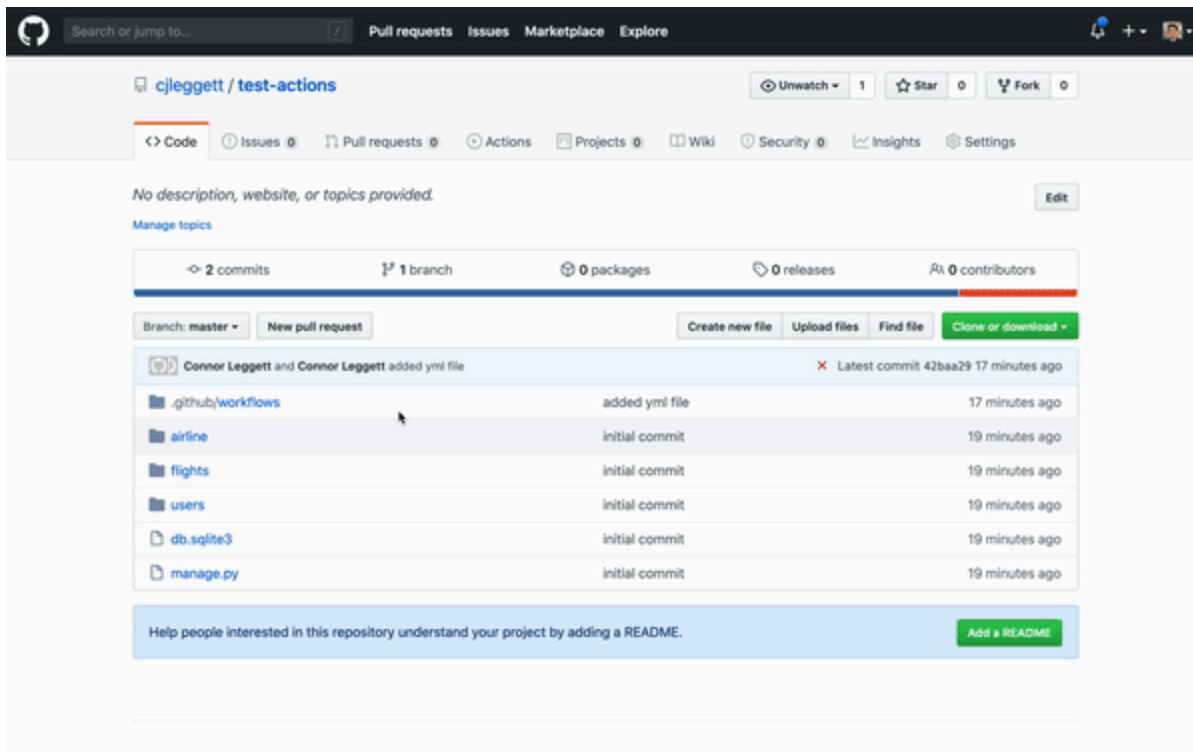 Search or jump to... / Pull requests Issues Marketplace Explore
cjleggett / test-actions Unwatch 1 Star 0 Fork 0
Code Issues 0 Pull requests 0 Actions Projects 0 Wiki Security 0 Insights Settings
No description, website, or topics provided. Edit
Manage topics
2 commits 1 branch 0 packages 0 releases 0 contributors
Branch: master New pull request Create new file Upload files Find file Clone or download
Connor Leggett and Connor Leggett added yml file Latest commit 42baa29 17 minutes ago
.github/workflows added yml file 17 minutes ago
airline initial commit 19 minutes ago
flights initial commit 19 minutes ago
users initial commit 19 minutes ago
db.sqlite3 initial commit 19 minutes ago
manage.py initial commit 19 minutes ago
Help people interested in this repository understand your project by adding a README. Add a README